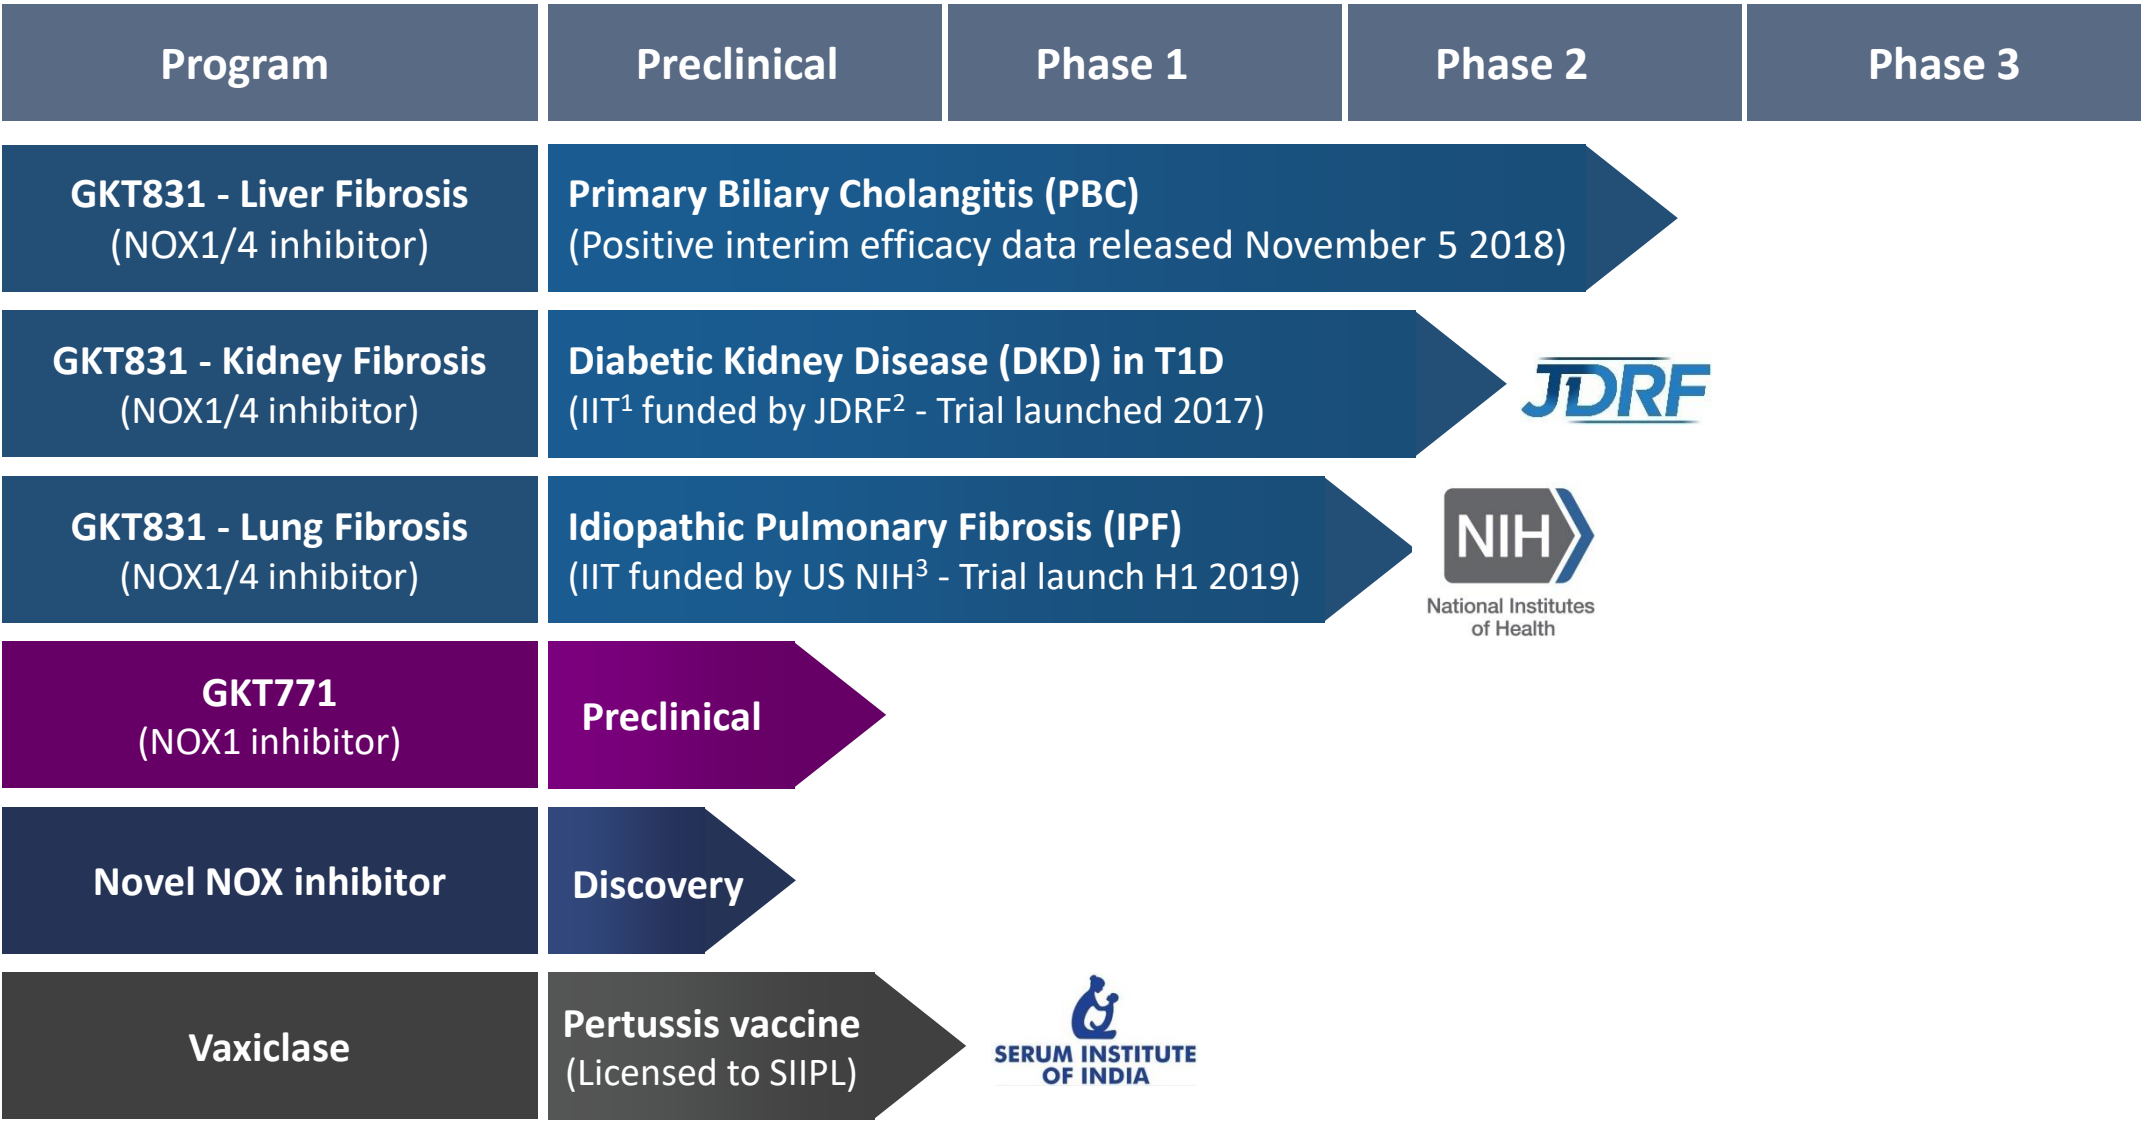 Program Preclinical Phase 1 Phase 2 Phase 3
GKT831 - Liver Fibrosis
(NOX1/4 inhibitor)
Primary Biliary Cholangitis (PBC)
(Positive interim efficacy data released November 5 2018)
GKT831 - Kidney Fibrosis
(NOX1/4 inhibitor)
Diabetic Kidney Disease (DKD) in T1D
(IIT¹ funded by JDRF² - Trial launched 2017)
JDRF
GKT831 - Lung Fibrosis
(NOX1/4 inhibitor)
Idiopathic Pulmonary Fibrosis (IPF)
(IIT funded by US NIH³ - Trial launch H1 2019)
NIH
National Institutes
of Health
GKT771
(NOX1 inhibitor)
Preclinical
Novel NOX inhibitor
Discovery
Vaxiclase
Pertussis vaccine
(Licensed to SIIPL)
SERUM INSTITUTE
OF INDIA